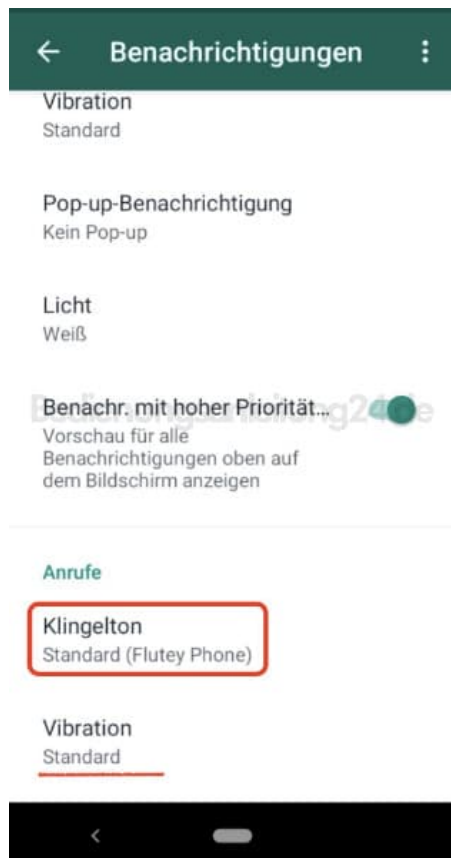 Benachrichtigungen
Vibration
Standard
Pop-up-Benachrichtigung
Kein Pop-up
Licht
Weiß
Benachr. mit hoher Priorität...
Vorschau für alle
Benachrichtigungen oben auf
dem Bildschirm anzeigen
Anrufe
Klingelton
Standard (Flutey Phone)
Vibration
Standard